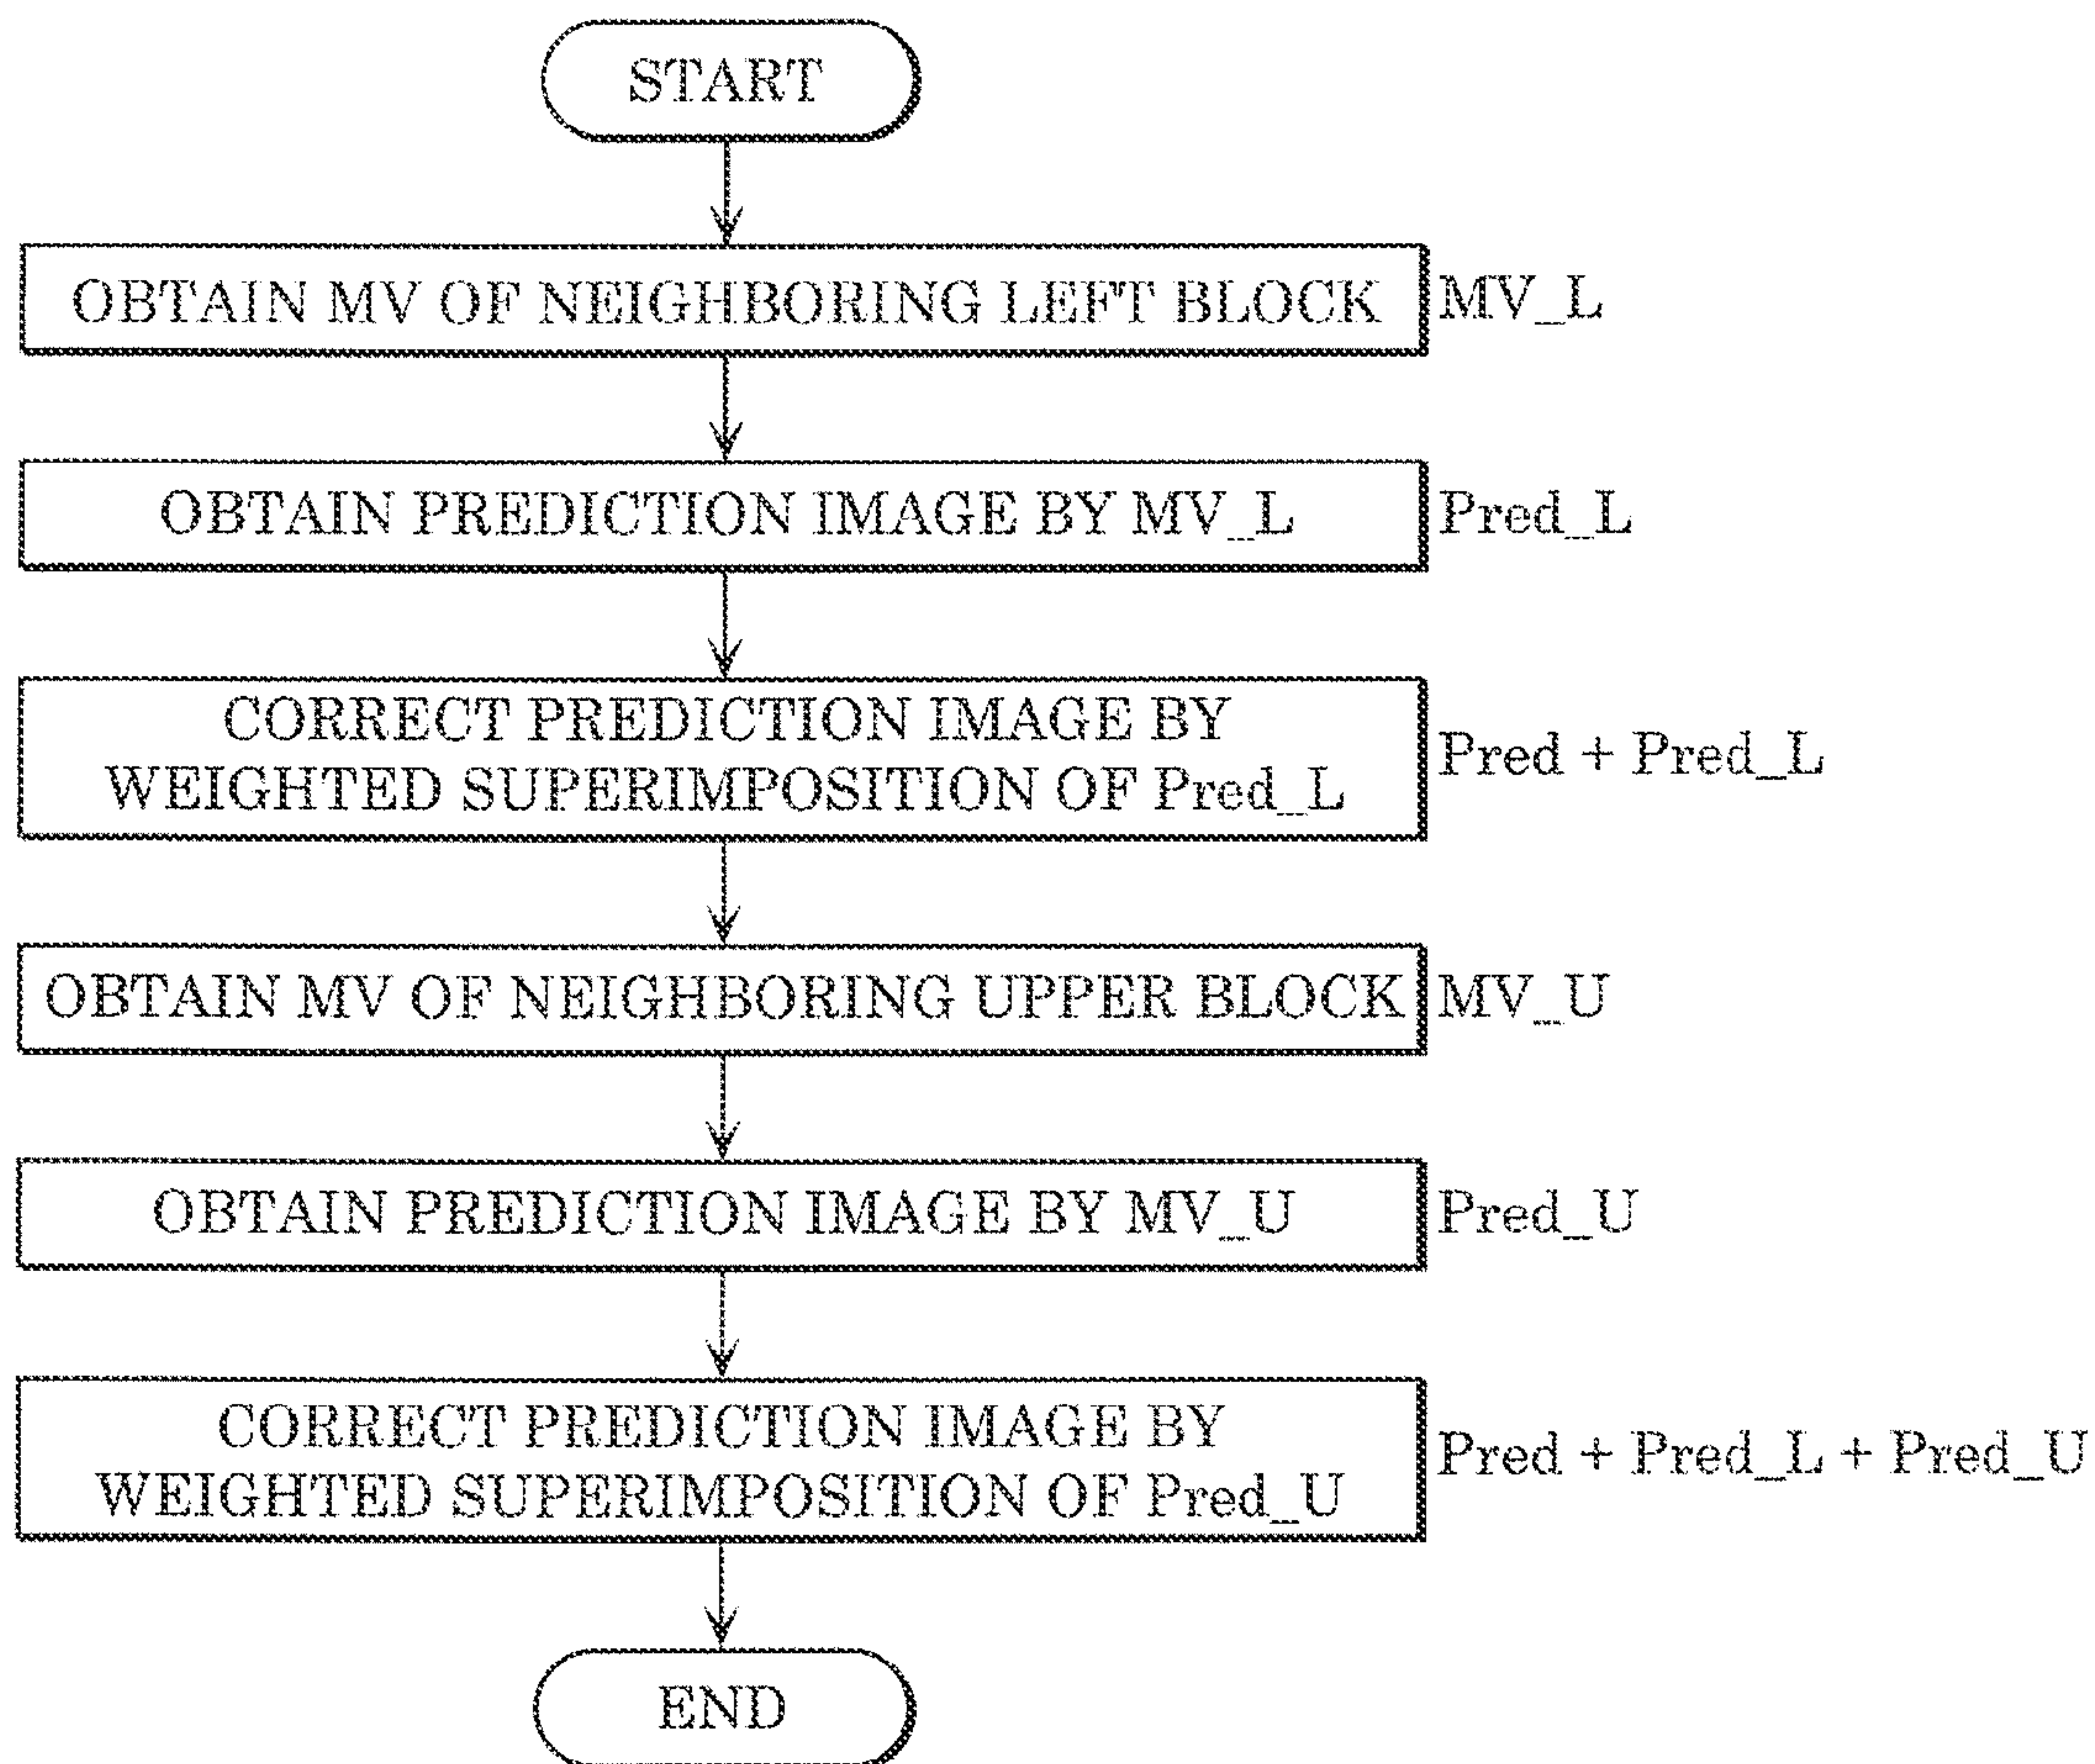 START
OBTAIN MV OF NEIGHBORING LEFT BLOCK
MV_L
OBTAIN PREDICTION IMAGE BY MV_L
Pred_L
CORRECT PREDICTION IMAGE BY
WEIGHTED SUPERIMPOSITION OF Pred_L
Pred + Pred_L
OBTAIN MV OF NEIGHBORING UPPER BLOCK
MV_U
OBTAIN PREDICTION IMAGE BY MV_U
Pred_U
CORRECT PREDICTION IMAGE BY
WEIGHTED SUPERIMPOSITION OF Pred_U
Pred + Pred_L + Pred_U
END